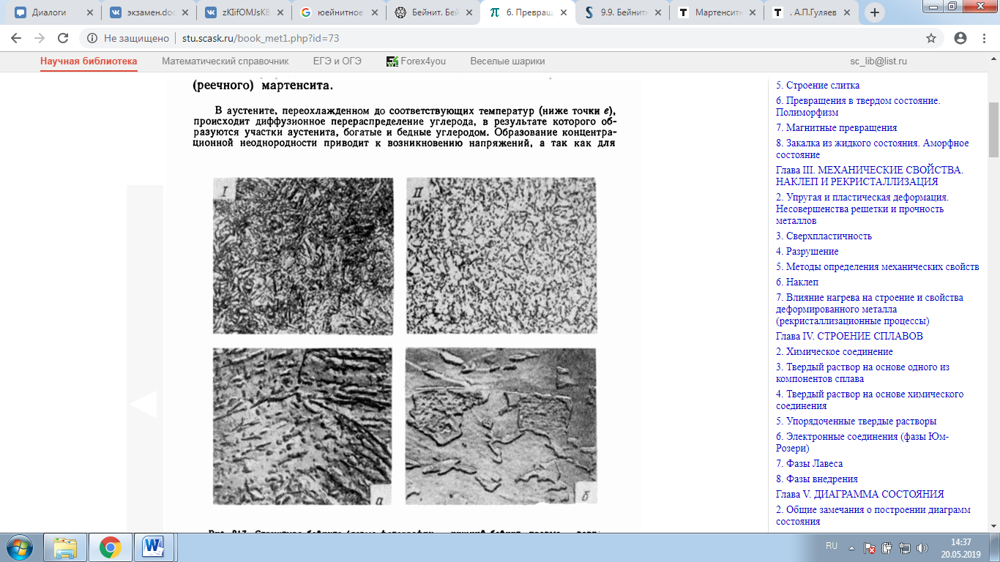 Диалоги
экзамен.doc
zKIifOMJsK8
юейнитное
Бейнит. Бей
6. Превращ
9.9. Бейнитн
Мартенситн
. А.П.Гуляев
Не защищено
stu.scask.ru/book_met1.php?id=73
Научная библиотека
Математический справочник
ЕГЭ и ОГЭ
Forex4you
Веселые шарики
sc_lib@list.ru
(реечного) мартенсита.
В аустените, переохлажденном до соответствующих температур (ниже точки е),
происходит диффузионное перераспределение углерода, в результате которого об-
разуются участки аустенита, богатые и бедные углеродом. Образование концентра-
ционной неоднородности приводит к возникновению напряжений, а так как для
I
II
а
б
5. Строение слитка
6. Превращения в твердом состояние.
Полиморфизм
7. Магнитные превращения
8. Закалка из жидкого состояния. Аморфное
состояние
Глава III. МЕХАНИЧЕСКИЕ СВОЙСТВА.
НАКЛЕП И РЕКРИСТАЛЛИЗАЦИЯ
2. Упругая и пластическая деформация.
Несовершенства решетки и прочность
металлов
3. Сверхпластичность
4. Разрушение
5. Методы определения механических свойств
6. Наклеп
7. Влияние нагрева на строение и свойства
деформированного металла
(рекристаллизационные процессы)
Глава IV. СТРОЕНИЕ СПЛАВОВ
2. Химическое соединение
3. Твердый раствор на основе одного из
компонентов сплава
4. Твердый раствор на основе химического
соединения
5. Упорядоченные твердые растворы
6. Электронные соединения (фазы Юм-
Розери)
7. Фазы Лавеса
8. Фазы внедрения
Глава V. ДИАГРАММА СОСТОЯНИЯ
2. Общие замечания о построении диаграмм
состояния
RU
14:37
20.05.2019